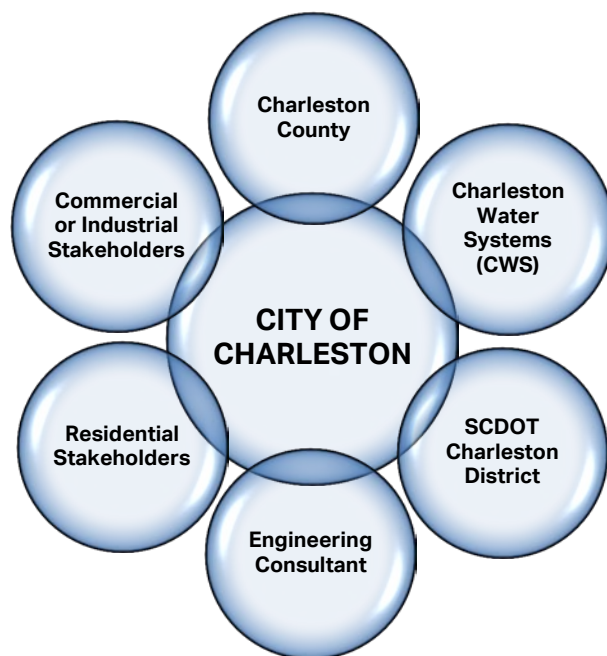 Charleston
County
Commercial
or Industrial
Stakeholders
Charleston
Water
Systems
(CWS)
CITY OF
CHARLESTON
Residential
Stakeholders
SCDOT
Charleston
District
Engineering
Consultant